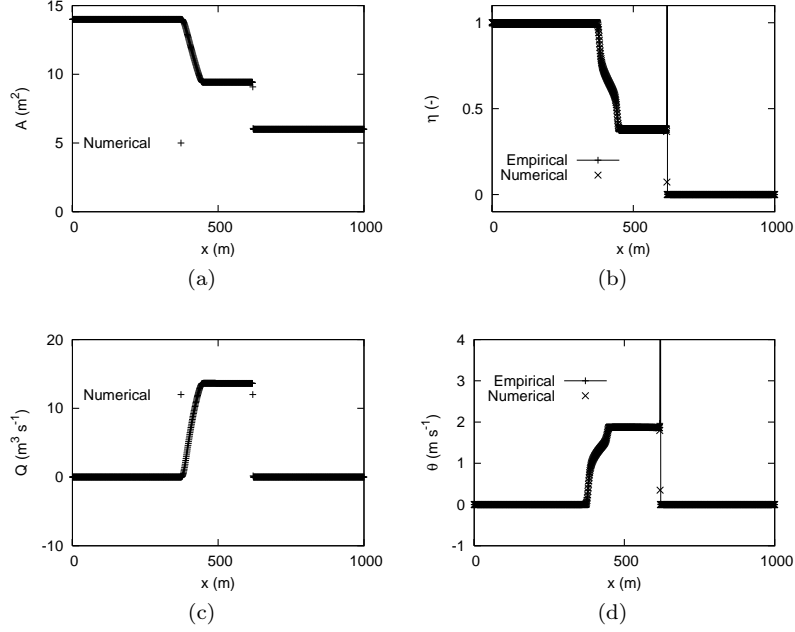 15
10
5
0
A (m²)
Numerical
0
500
1000
x (m)
(a)
1
0.5
0
η (-)
Empirical
Numerical
0
500
1000
x (m)
(b)
20
10
0
-10
Q (m³ s⁻¹)
Numerical
0
500
1000
x (m)
(c)
4
3
2
1
0
-1
θ (m s⁻¹)
Empirical
Numerical
0
500
1000
x (m)
(d)